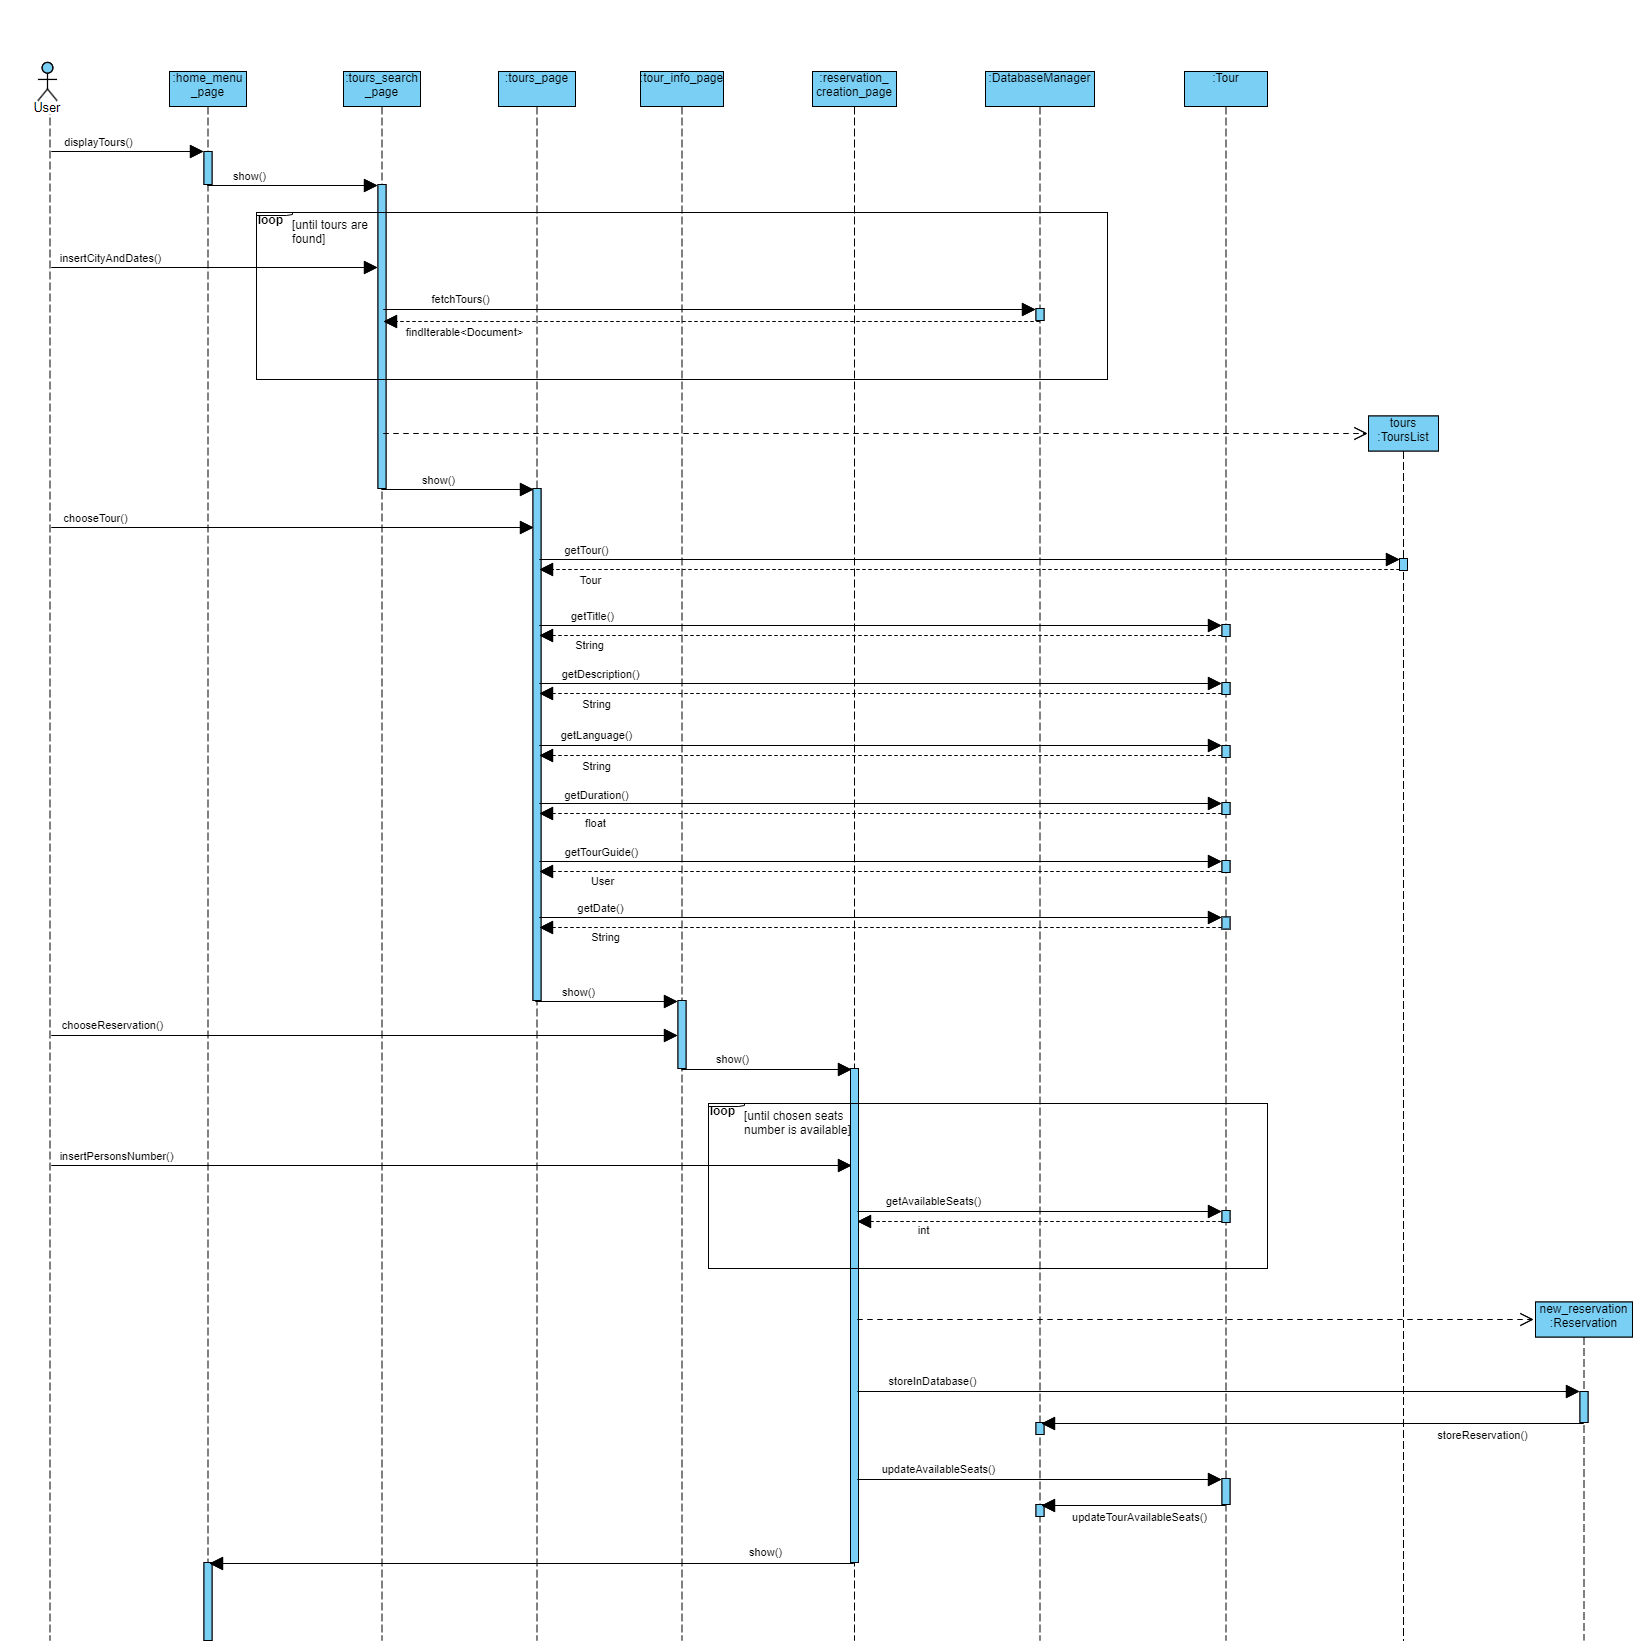 User
:home_menu
_page
:tours_search
_page
:tours_page
:tour_info_page
:reservation_
creation_page
:DatabaseManager
:Tour
displayTours()
show()
loop
[until tours are
found]
insertCityAndDates()
fetchTours()
findIterable<Document>
tours
:ToursList
show()
chooseTour()
getTour()
Tour
getTitle()
String
getDescription()
String
getLanguage()
String
getDuration()
float
getTourGuide()
User
getDate()
String
show()
chooseReservation()
show()
loop
[until chosen seats
number is available]
insertPersonsNumber()
getAvailableSeats()
int
new_reservation
:Reservation
storeInDatabase()
storeReservation()
updateAvailableSeats()
updateTourAvailableSeats()
show()